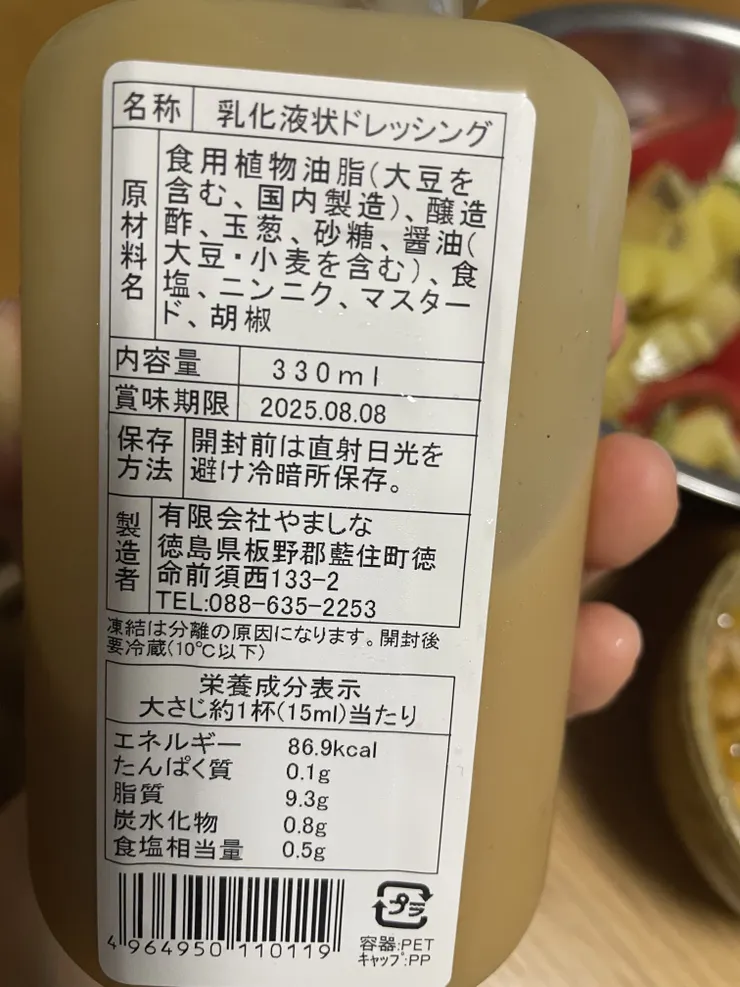 名称 乳化液状ドレッシング
原材料名 食用植物油脂(大豆を
含む、国内製造)、醸造
酢、玉葱、砂糖、醤油(
大豆・小麦を含む)、食
塩、ニンニク、マスター
ド、胡椒
内容量 330ml
賞味期限 2025.08.08
保存方法 開封前は直射日光を
避け冷暗所保存。
製造者 有限会社やましな
徳島県板野郡藍住町徳
命前須西133-2
TEL:088-635-2253
凍結は分離の原因になります。開封後
要冷蔵(10℃以下)
栄養成分表示
大さじ約1杯(15ml)当たり
エネルギー 86.9kcal
たんぱく質 0.1g
脂質 9.3g
炭水化物 0.8g
食塩相当量 0.5g
4 964950 110119
プラ
容器:PET
キャップ:PP